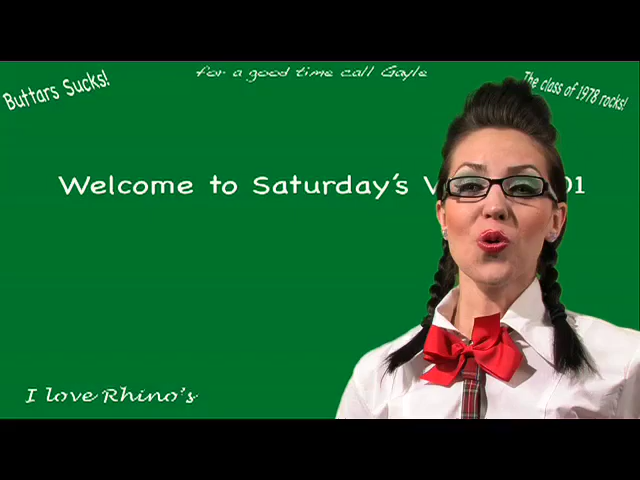 Buttars Sucks!
for a good time call Gayle
The class of 1978 rocks!
Welcome to Saturday's
I love Rhino's